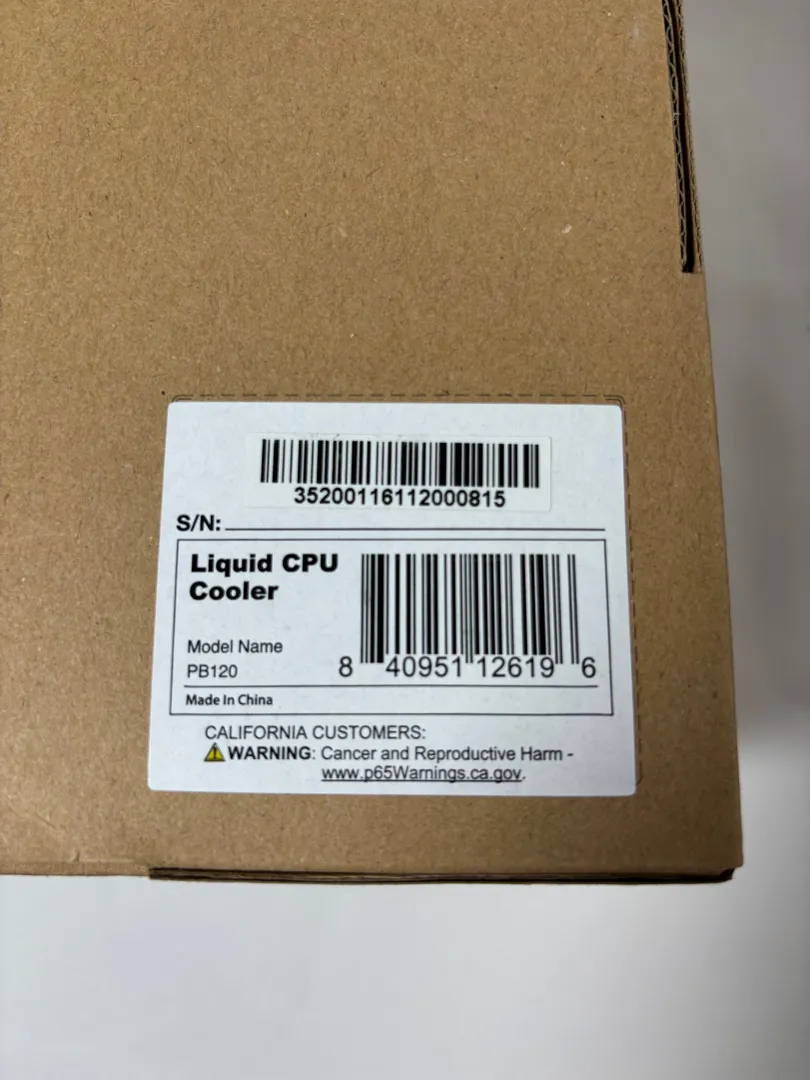 35200116112000815
S/N:
Liquid CPU
Cooler
Model Name
PB120
8 40951 12619 6
Made In China
CALIFORNIA CUSTOMERS:
WARNING: Cancer and Reproductive Harm -
www.p65Warnings.ca.gov.